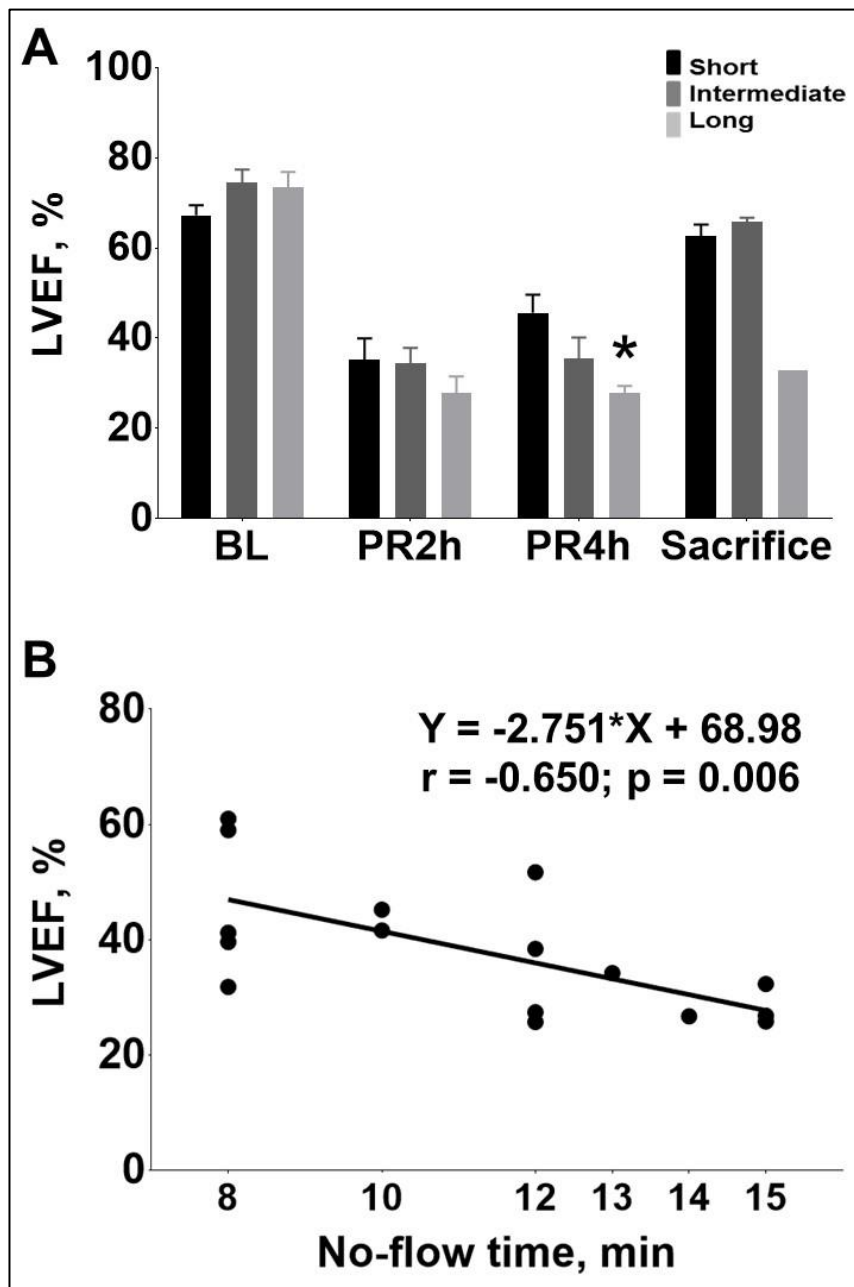 A
100
80
60
40
20
0
LVEF, %
Short
Intermediate
Long
*
BL PR2h PR4h Sacrifice
B
80
60
40
20
0
LVEF, %
Y = -2.751*X + 68.98
r = -0.650; p = 0.006
8 10 12 13 14 15
No-flow time, min